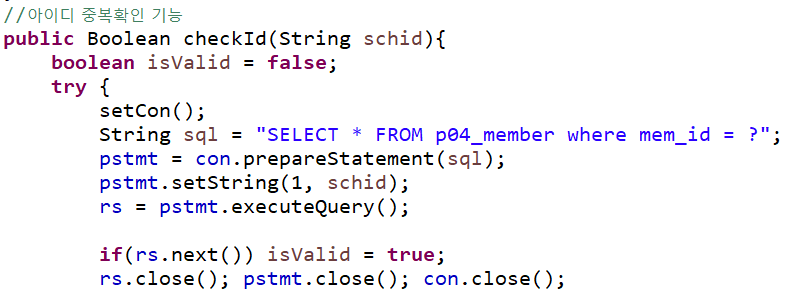 //아이디 중복확인 기능
public Boolean checkId(String schid){
    boolean isValid = false;
    try {
        setCon();
        String sql = "SELECT * FROM p04_member where mem_id = ?";
        pstmt = con.prepareStatement(sql);
        pstmt.setString(1, schid);
        rs = pstmt.executeQuery();

        if(rs.next()) isValid = true;
        rs.close(); pstmt.close(); con.close();